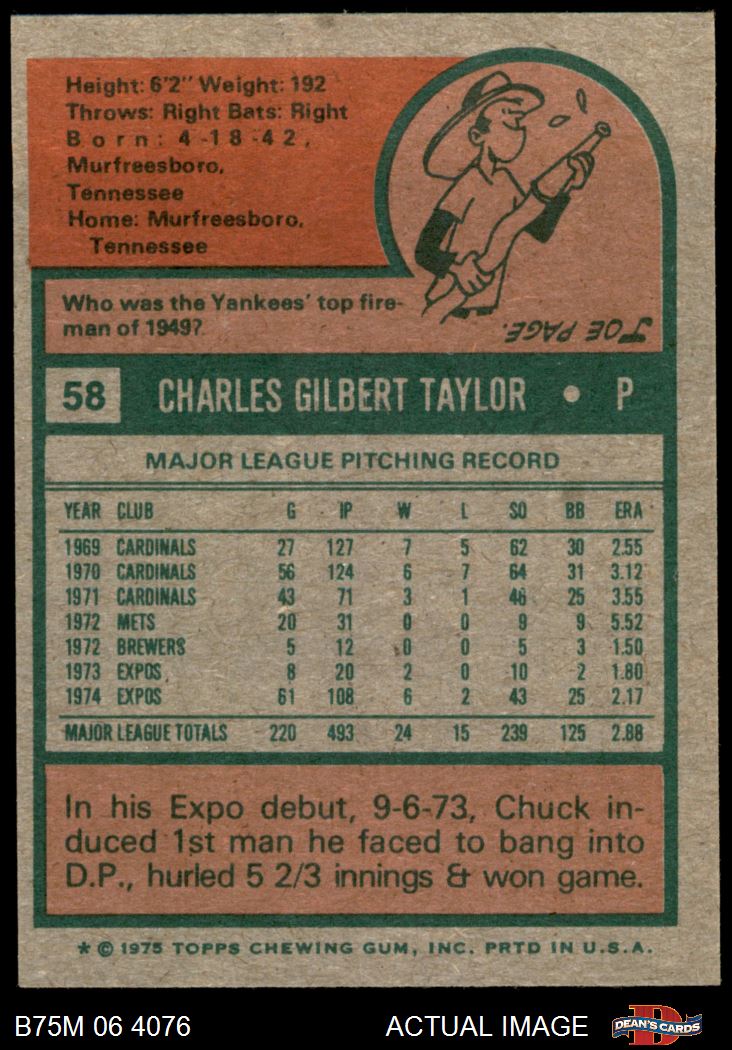 Height: 6'2" Weight: 192
Throws: Right Bats: Right
Born: 4-18-42,
Murfreesboro,
Tennessee
Home: Murfreesboro,
Tennessee
Who was the Yankees' top fire-
man of 1949?
JOE PAGE.
58 CHARLES GILBERT TAYLOR • P
MAJOR LEAGUE PITCHING RECORD
YEAR CLUB G IP W L SO BB ERA
1969 CARDINALS 27 127 7 5 62 30 2.55
1970 CARDINALS 56 124 6 7 64 31 3.12
1971 CARDINALS 43 71 3 1 46 25 3.55
1972 METS 20 31 0 0 9 9 5.52
1972 BREWERS 5 12 0 0 5 3 1.50
1973 EXPOS 8 20 2 0 10 2 1.80
1974 EXPOS 61 108 6 2 43 25 2.17
MAJOR LEAGUE TOTALS 220 493 24 15 239 125 2.88
In his Expo debut, 9-6-73, Chuck in-
duced 1st man he faced to bang into
D.P., hurled 5 2/3 innings & won game.
* © 1975 TOPPS CHEWING GUM, INC. PRTD IN U.S.A.
B75M 06 4076 ACTUAL IMAGE DEAN'S CARDS